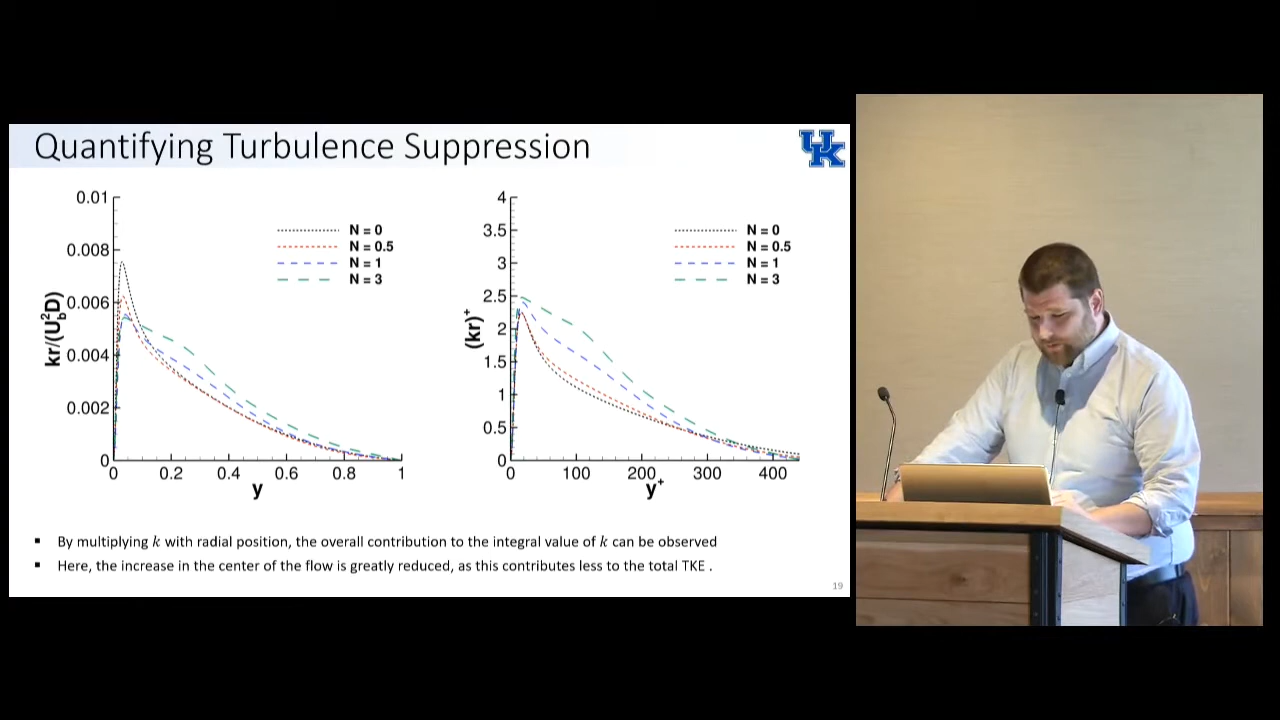 Quantifying Turbulence Suppression
UK
0.01
0.008
0.006
0.004
0.002
0
kr/(U_b^2D)
N = 0
N = 0.5
N = 1
N = 3
0 0.2 0.4 0.6 0.8 1
y
4
3.5
3
2.5
2
1.5
1
0.5
0
(kr)^+
N = 0
N = 0.5
N = 1
N = 3
0 100 200 300 400
y^+
▪ By multiplying k with radial position, the overall contribution to the integral value of k can be observed
▪ Here, the increase in the center of the flow is greatly reduced, as this contributes less to the total TKE .
19